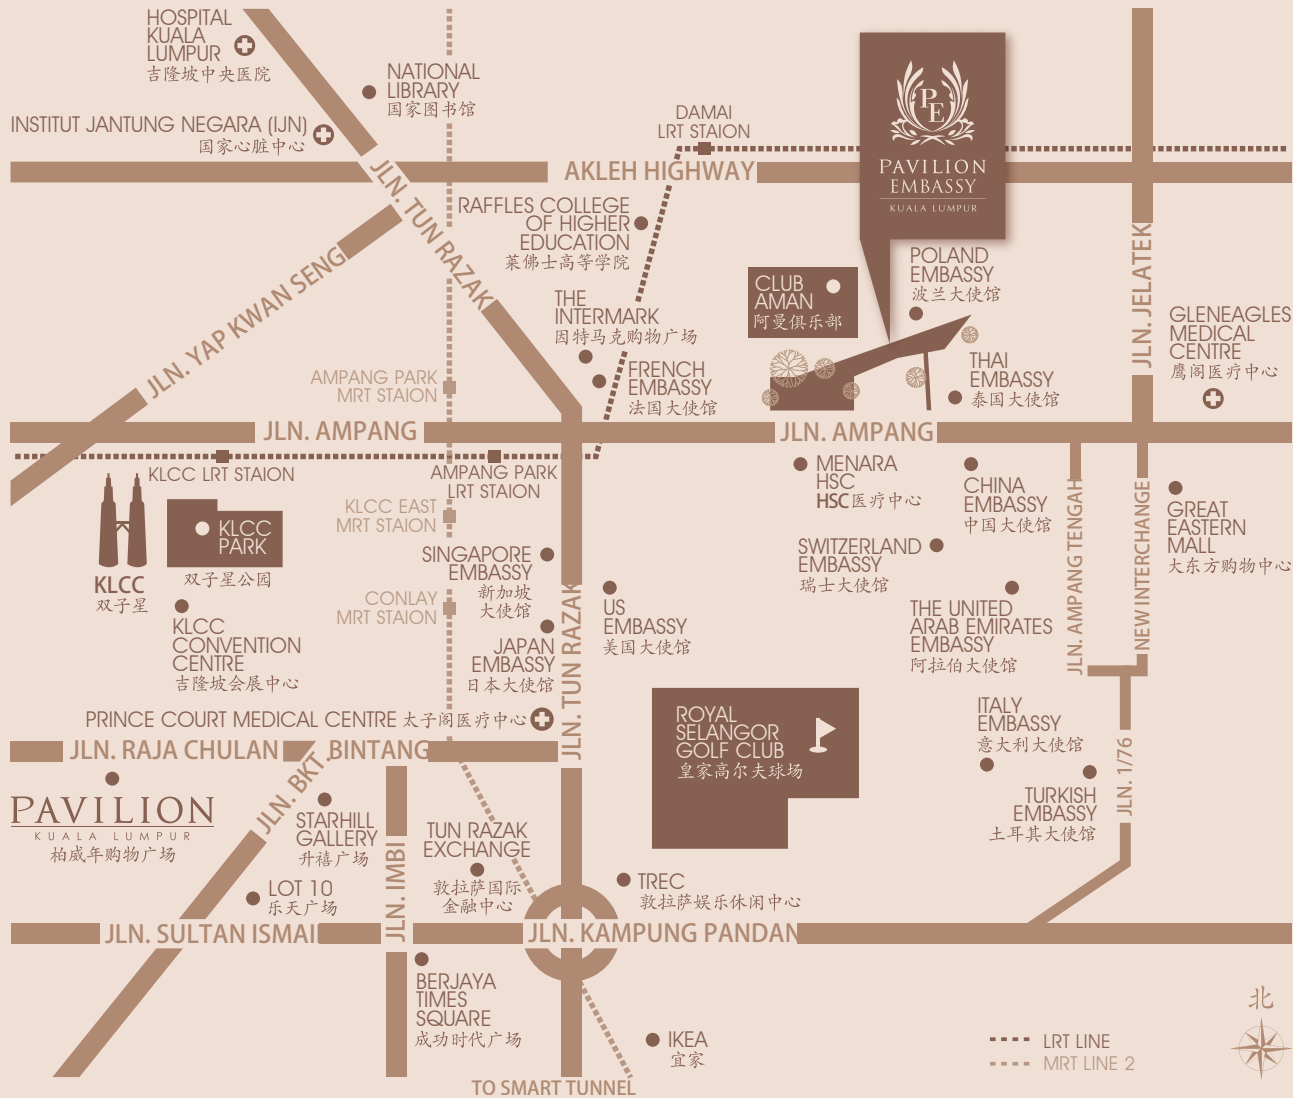 HOSPITAL
KUALA
LUMPUR
吉隆坡中央医院
NATIONAL
LIBRARY
国家图书馆
INSTITUT JANTUNG NEGARA (IJN)
国家心脏中心
DAMAI
LRT STAION
PE
PAVILION
EMBASSY
KUALA LUMPUR
AKLEH HIGHWAY
JLN. TUN RAZAK
RAFFLES COLLEGE
OF HIGHER
EDUCATION
莱佛士高等学院
JLN. YAP KWAN SENG
JLN. JELATEK
POLAND
EMBASSY
波兰大使馆
CLUB
AMAN
阿曼俱乐部
THE
INTERMARK
因特马克购物广场
GLENEAGLES
MEDICAL
CENTRE
鹰阁医疗中心
AMPANG PARK
MRT STAION
FRENCH
EMBASSY
法国大使馆
THAI
EMBASSY
泰国大使馆
JLN. AMPANG
JLN. AMPANG
KLCC LRT STAION
AMPANG PARK
LRT STAION
MENARA
HSC
HSC医疗中心
CHINA
EMBASSY
中国大使馆
JLN. AMPANG TENGAH
NEW INTERCHANGE
GREAT
EASTERN
MALL
大东方购物中心
KLCC EAST
MRT STAION
KLCC
PARK
双子星公园
KLCC
双子星
SINGAPORE
EMBASSY
新加坡
大使馆
SWITZERLAND
EMBASSY
瑞士大使馆
CONLAY
MRT STAION
KLCC
CONVENTION
CENTRE
吉隆坡会展中心
JAPAN
EMBASSY
日本大使馆
JLN. TUN RAZAK
US
EMBASSY
美国大使馆
THE UNITED
ARAB EMIRATES
EMBASSY
阿拉伯大使馆
PRINCE COURT MEDICAL CENTRE 太子阁医疗中心
ROYAL
SELANGOR
GOLF CLUB
皇家高尔夫球场
ITALY
EMBASSY
意大利大使馆
JLN. 1/76
JLN. RAJA CHULAN
JLN. BKT. BINTANG
PAVILION
KUALA LUMPUR
柏威年购物广场
STARHILL
GALLERY
升禧广场
JLN. IMBI
TUN RAZAK
EXCHANGE
敦拉萨国际
金融中心
TURKISH
EMBASSY
土耳其大使馆
LOT 10
乐天广场
TREC
敦拉萨娱乐休闲中心
JLN. SULTAN ISMAIL
JLN. KAMPUNG PANDAN
BERJAYA
TIMES
SQUARE
成功时代广场
IKEA
宜家
TO SMART TUNNEL
北
LRT LINE
MRT LINE 2